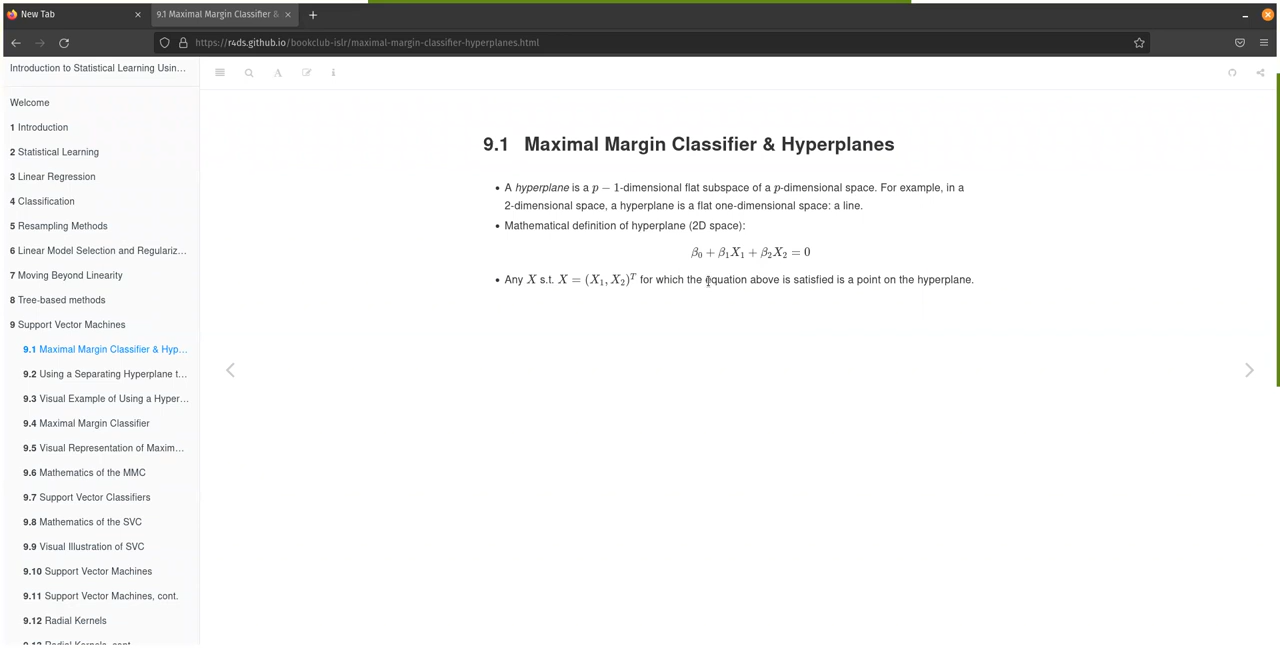 New Tab
9.1 Maximal Margin Classifier &
https://r4ds.github.io/bookclub-islr/maximal-margin-classifier-hyperplanes.html
Introduction to Statistical Learning Usin…
Welcome
1 Introduction
2 Statistical Learning
3 Linear Regression
4 Classification
5 Resampling Methods
6 Linear Model Selection and Regulariz…
7 Moving Beyond Linearity
8 Tree-based methods
9 Support Vector Machines
9.1 Maximal Margin Classifier & Hyp…
9.2 Using a Separating Hyperplane t…
9.3 Visual Example of Using a Hyper…
9.4 Maximal Margin Classifier
9.5 Visual Representation of Maxim…
9.6 Mathematics of the MMC
9.7 Support Vector Classifiers
9.8 Mathematics of the SVC
9.9 Visual Illustration of SVC
9.10 Support Vector Machines
9.11 Support Vector Machines, cont.
9.12 Radial Kernels
9.13 Radial Kernels, cont.
9.1 Maximal Margin Classifier & Hyperplanes
• A hyperplane is a p − 1-dimensional flat subspace of a p-dimensional space. For example, in a
2-dimensional space, a hyperplane is a flat one-dimensional space: a line.
• Mathematical definition of hyperplane (2D space):
β₀ + β₁X₁ + β₂X₂ = 0
• Any X s.t. X = (X₁, X₂)ᵀ for which the equation above is satisfied is a point on the hyperplane.